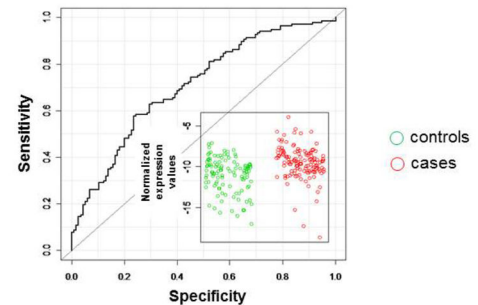 1.0
0.8
0.6
0.4
0.2
0.0
Sensitivity
Normalized
expression
values
-5
-10
-15
controls
cases
0.0 0.2 0.4 0.6 0.8 1.0
Specificity